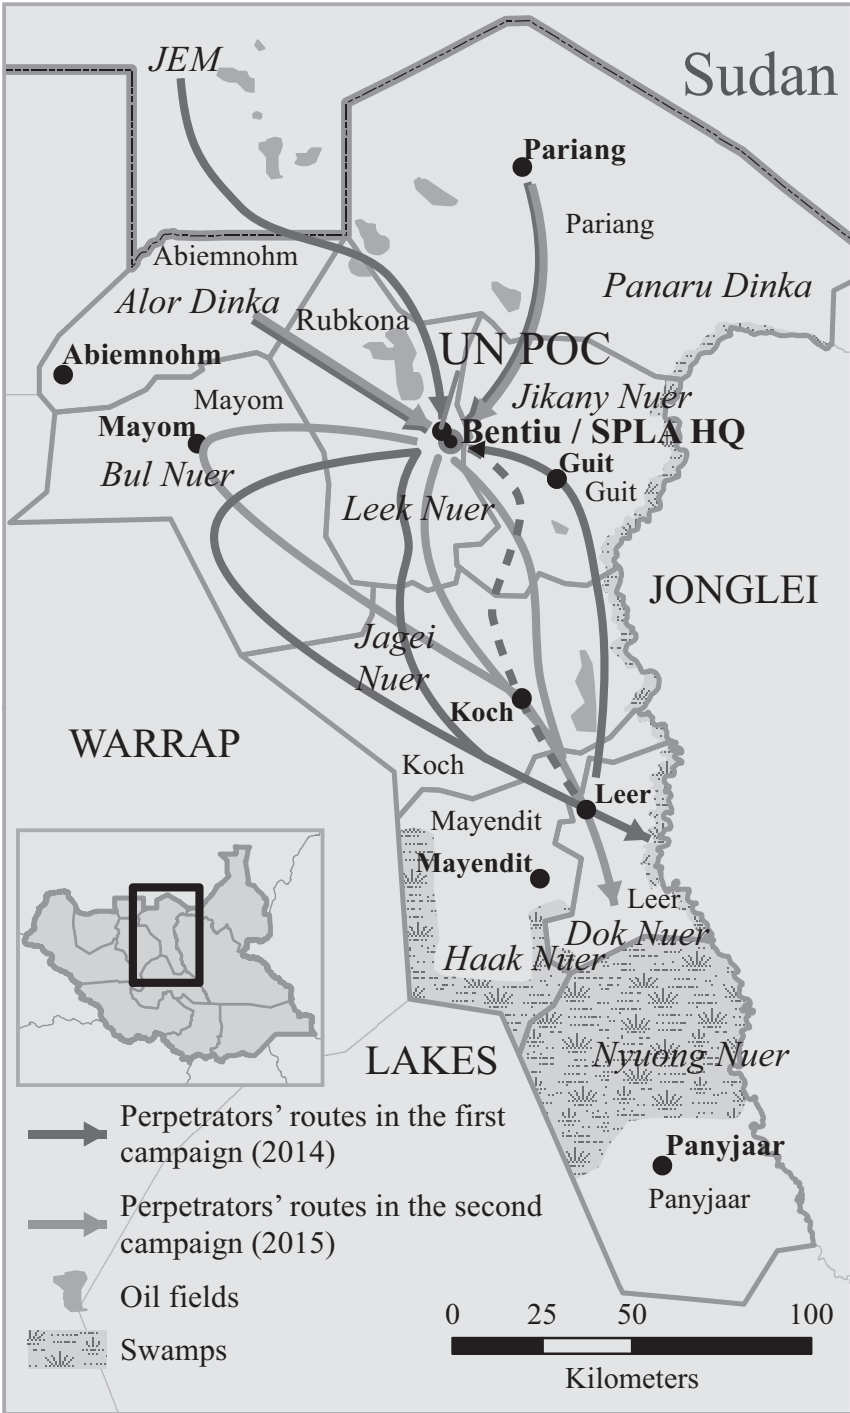 JEM
Sudan
Pariang
Pariang
Abiemnohm
Panaru Dinka
Alor Dinka
Rubkona
UN POC
Abiemnohm
Jikany Nuer
Mayom
Mayom
Bentiu / SPLA HQ
Bul Nuer
Guit
Guit
Leek Nuer
JONGLEI
Jagei
Nuer
Koch
WARRAP
Koch
Leer
Mayendit
Mayendit
Leer
Dok Nuer
Haak Nuer
LAKES
Nyuong Nuer
Panyjaar
Panyjaar
Perpetrators’ routes in the first
campaign (2014)
Perpetrators’ routes in the second
campaign (2015)
Oil fields
Swamps
0 25 50 100
Kilometers